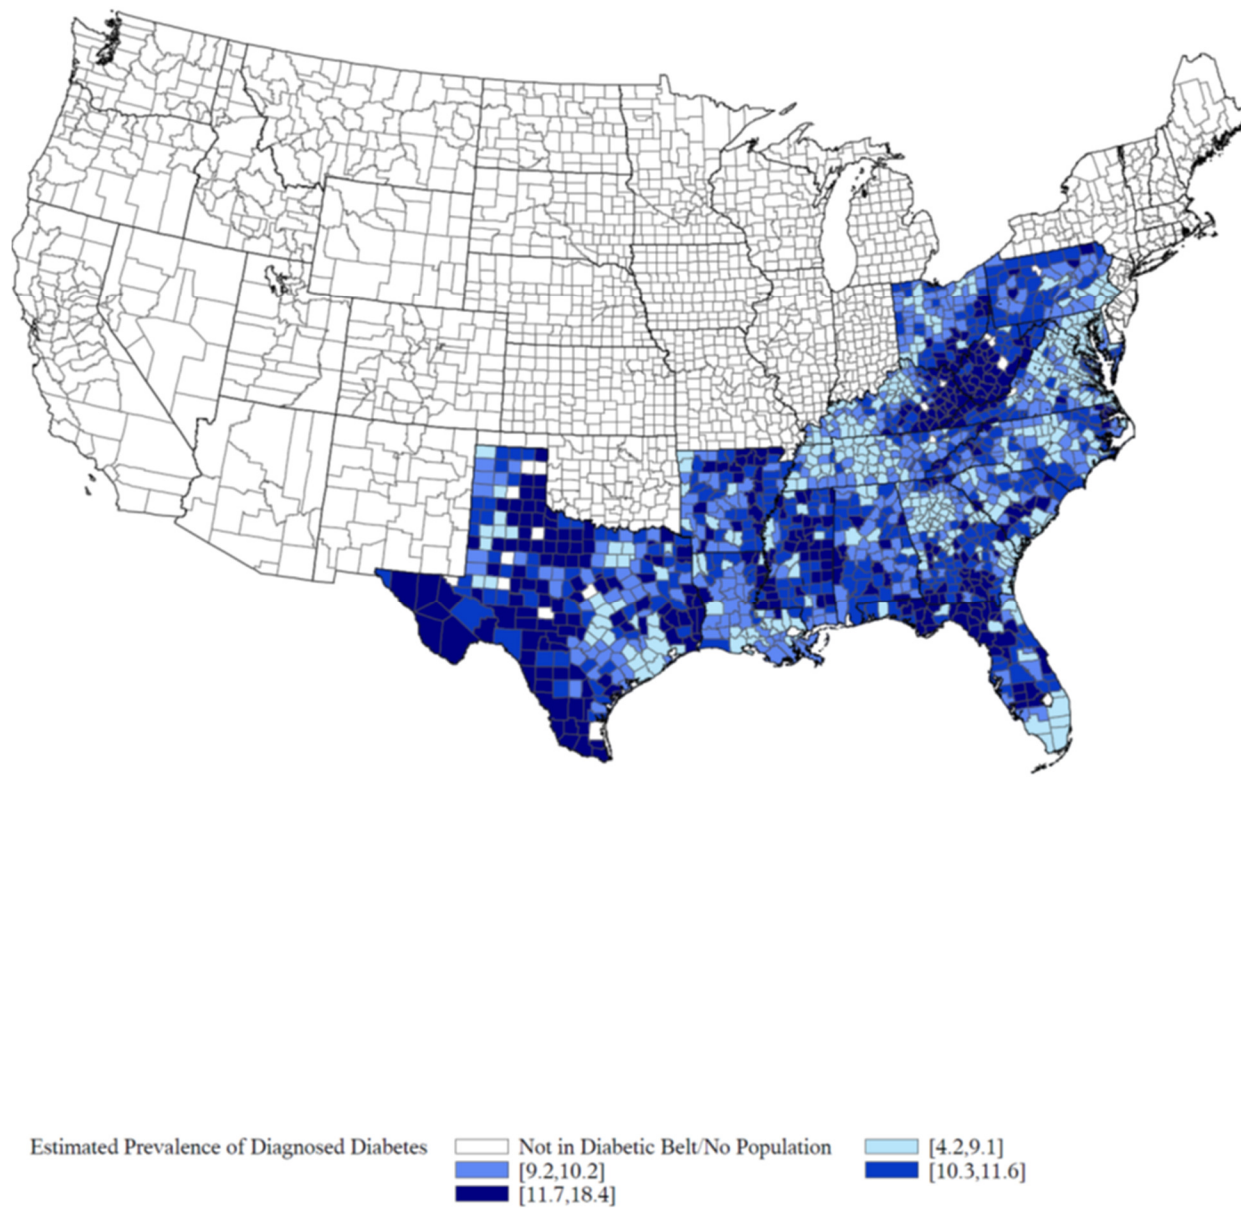 Estimated Prevalence of Diagnosed Diabetes Not in Diabetic Belt/No Population [4.2,9.1]
[9.2,10.2] [10.3,11.6]
[11.7,18.4]